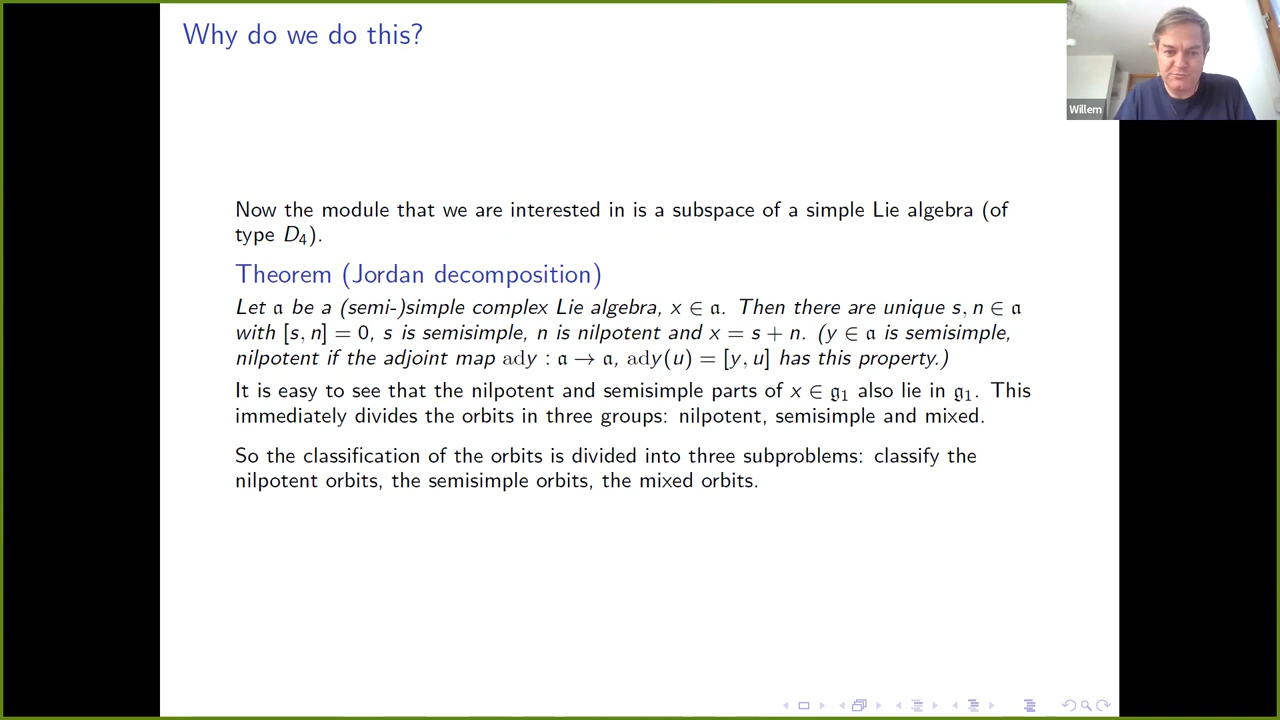 Why do we do this?
Willem
Now the module that we are interested in is a subspace of a simple Lie algebra (of
type D₄).
Theorem (Jordan decomposition)
Let 𝔞 be a (semi-)simple complex Lie algebra, x ∈ 𝔞. Then there are unique s, n ∈ 𝔞
with [s, n] = 0, s is semisimple, n is nilpotent and x = s + n. (y ∈ 𝔞 is semisimple,
nilpotent if the adjoint map ady : 𝔞 → 𝔞, ady(u) = [y, u] has this property.)
It is easy to see that the nilpotent and semisimple parts of x ∈ 𝔤₁ also lie in 𝔤₁. This
immediately divides the orbits in three groups: nilpotent, semisimple and mixed.
So the classification of the orbits is divided into three subproblems: classify the
nilpotent orbits, the semisimple orbits, the mixed orbits.